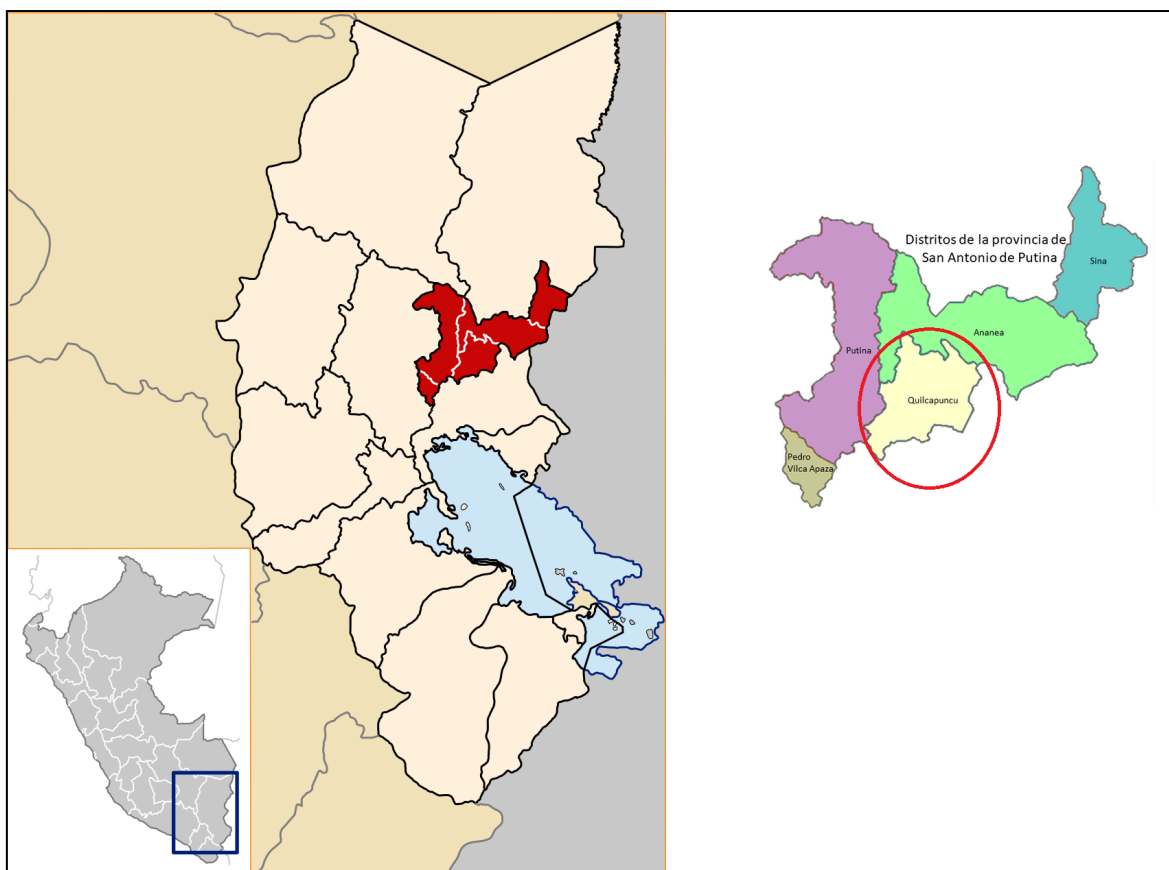 Distritos de la provincia de
San Antonio de Putina
Sina
Ananea
Putina
Quilcapuncu
Pedro
Vilca Apaza